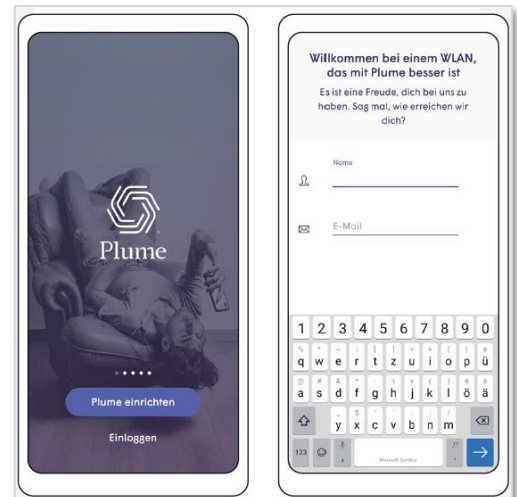 Plume
Plume einrichten
Einloggen
Willkommen bei einem WLAN,
das mit Plume besser ist
Es ist eine Freude, dich bei uns zu
haben. Sag mal, wie erreichen wir
dich?
Name
E-Mail
1 2 3 4 5 6 7 8 9 0
q w e r t z u i o p ü
a s d f g h j k l ö ä
y x c v b n m
123
Microsoft SwiftKey